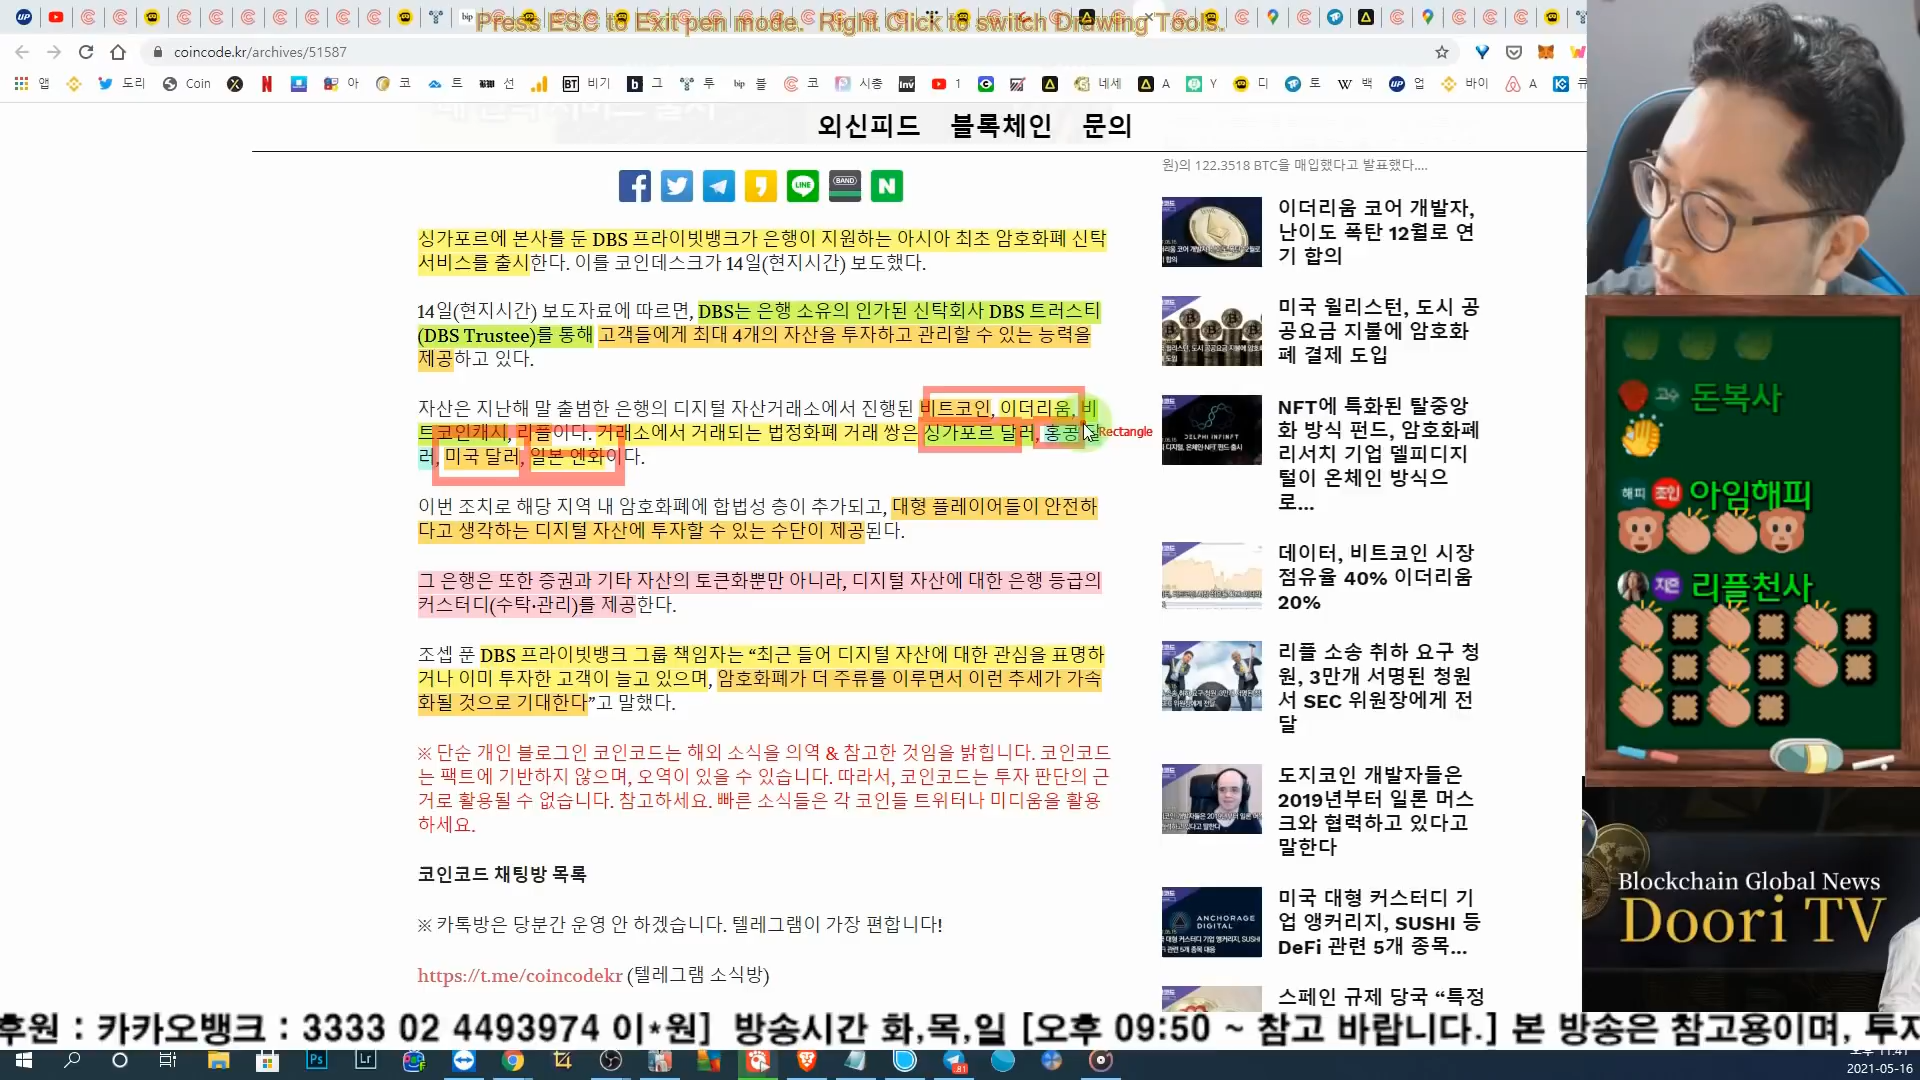 Press ESC to Exit pen mode. Right Click to switch Drawing Tools.
coincode.kr/archives/51587
앱 도리 Coin 아 코 트 선 비기 그 투 블 코 시총 1 네세 A Y 디 토 백 업 바이 A
외신피드 블록체인 문의
싱가포르에 본사를 둔 DBS 프라이빗뱅크가 은행이 지원하는 아시아 최초 암호화폐 신탁
서비스를 출시한다. 이를 코인데스크가 14일(현지시간) 보도했다.
14일(현지시간) 보도자료에 따르면, DBS는 은행 소유의 인가된 신탁회사 DBS 트러스티
(DBS Trustee)를 통해 고객들에게 최대 4개의 자산을 투자하고 관리할 수 있는 능력을
제공하고 있다.
자산은 지난해 말 출범한 은행의 디지털 자산거래소에서 진행된 비트코인, 이더리움, 비
트코인캐시, 리플이다. 거래소에서 거래되는 법정화폐 거래 쌍은 싱가포르 달러, 홍콩 달
Rectangle
러, 미국 달러, 일본 엔화이다.
이번 조치로 해당 지역 내 암호화폐에 합법성 층이 추가되고, 대형 플레이어들이 안전하
다고 생각하는 디지털 자산에 투자할 수 있는 수단이 제공된다.
그 은행은 또한 증권과 기타 자산의 토큰화뿐만 아니라, 디지털 자산에 대한 은행 등급의
커스터디(수탁·관리)를 제공한다.
조셉 푼 DBS 프라이빗뱅크 그룹 책임자는 “최근 들어 디지털 자산에 대한 관심을 표명하
거나 이미 투자한 고객이 늘고 있으며, 암호화폐가 더 주류를 이루면서 이런 추세가 가속
화될 것으로 기대한다”고 말했다.
※ 단순 개인 블로그인 코인코드는 해외 소식을 의역 & 참고한 것임을 밝힙니다. 코인코드
는 팩트에 기반하지 않으며, 오역이 있을 수 있습니다. 따라서, 코인코드는 투자 판단의 근
거로 활용될 수 없습니다. 참고하세요. 빠른 소식들은 각 코인들 트위터나 미디움을 활용
하세요.
코인코드 채팅방 목록
※ 카톡방은 당분간 운영 안 하겠습니다. 텔레그램이 가장 편합니다!
https://t.me/coincodekr (텔레그램 소식방)
원)의 122.3518 BTC을 매입했다고 발표했다....
이더리움 코어 개발자,
난이도 폭탄 12월로 연
기 합의
미국 윌리스턴, 도시 공
공요금 지불에 암호화
폐 결제 도입
NFT에 특화된 탈중앙
화 방식 펀드, 암호화폐
리서치 기업 델피디지
털이 온체인 방식으
로...
데이터, 비트코인 시장
점유율 40% 이더리움
20%
리플 소송 취하 요구 청
원, 3만개 서명된 청원
서 SEC 위원장에게 전
달
도지코인 개발자들은
2019년부터 일론 머스
크와 협력하고 있다고
말한다
미국 대형 커스터디 기
업 앵커리지, SUSHI 등
DeFi 관련 5개 종목...
스페인 규제 당국 “특정
DELPHI INFINFT
ANCHORAGE
DIGITAL
고수 돈복사
해피 조인 아임해피
지존 리플천사
Blockchain Global News
Doori TV
후원 : 카카오뱅크 : 3333 02 4493974 이*원] 방송시간 화,목,일 [오후 09:50 ~ 참고 바랍니다.] 본 방송은 참고용이며, 투자
오후 11:41
2021-05-16